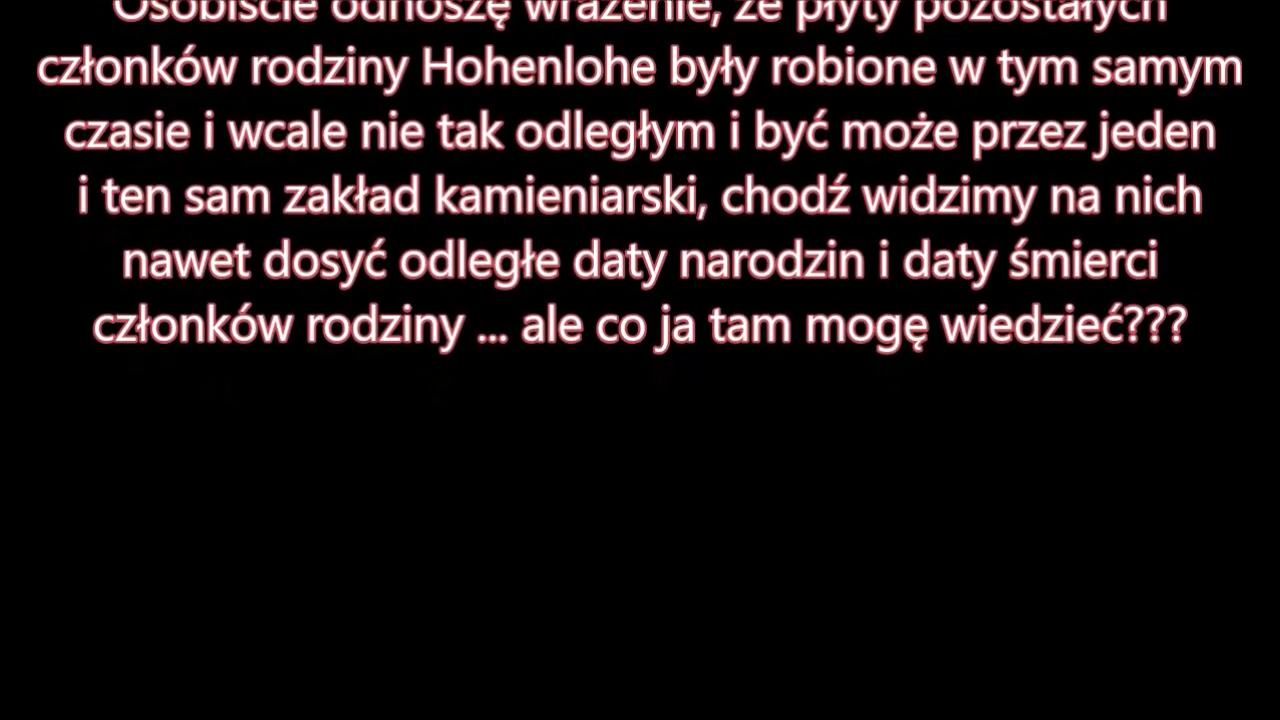 Osobiście odnoszę wrażenie, że płyty pozostałych
członków rodziny Hohenlohe były robione w tym samym
czasie i wcale nie tak odległym i być może przez jeden
i ten sam zakład kamieniarski, chodź widzimy na nich
nawet dosyć odległe daty narodzin i daty śmierci
członków rodziny ... ale co ja tam mogę wiedzieć???